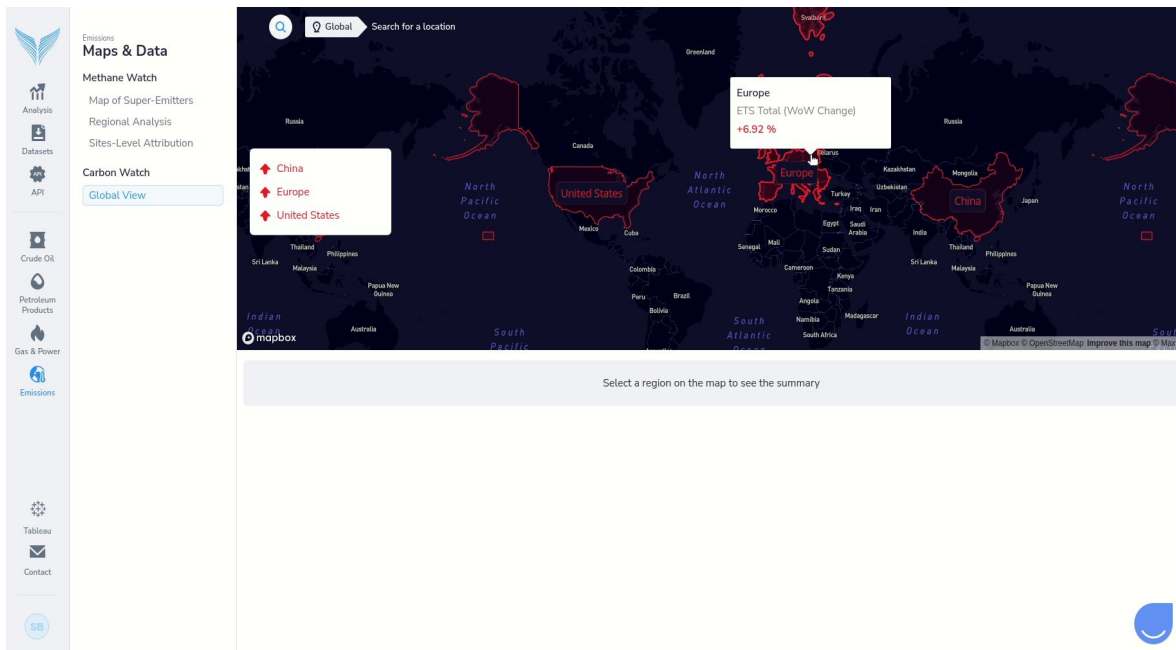 Analysis
Datasets
API
API
Crude Oil
Petroleum
Products
Gas & Power
Emissions
Tableau
Contact
SB
Emissions
Maps & Data
Methane Watch
Map of Super-Emitters
Regional Analysis
Sites-Level Attribution
Carbon Watch
Global View
Global
Search for a location
Svalbard
Greenland
Europe
ETS Total (WoW Change)
+6.92 %
Russia
Russia
Canada
Belarus
China
Europe
United States
North
Pacific
Ocean
United States
North
Atlantic
Ocean
Europe
Kazakhstan
Mongolia
Uzbekistan
Turkey
China
Japan
North
Pacific
Ocean
Morocco
Iraq
Iran
Mexico
Cuba
Egypt
Saudi
Arabia
India
Thailand
Philippines
Senegal
Mali
Sudan
Thailand
Philippines
Sri Lanka
Malaysia
Colombia
Cameroon
Kenya
Sri Lanka
Malaysia
Papua New
Guinea
Peru
Brazil
Tanzania
Angola
Papua New
Guinea
Bolivia
Indian
Ocean
Australia
South
Pacific
South
Atlantic
Ocean
Namibia
Madagascar
South Africa
Indian
Ocean
Australia
mapbox
© Mapbox © OpenStreetMap Improve this map © Max
Select a region on the map to see the summary